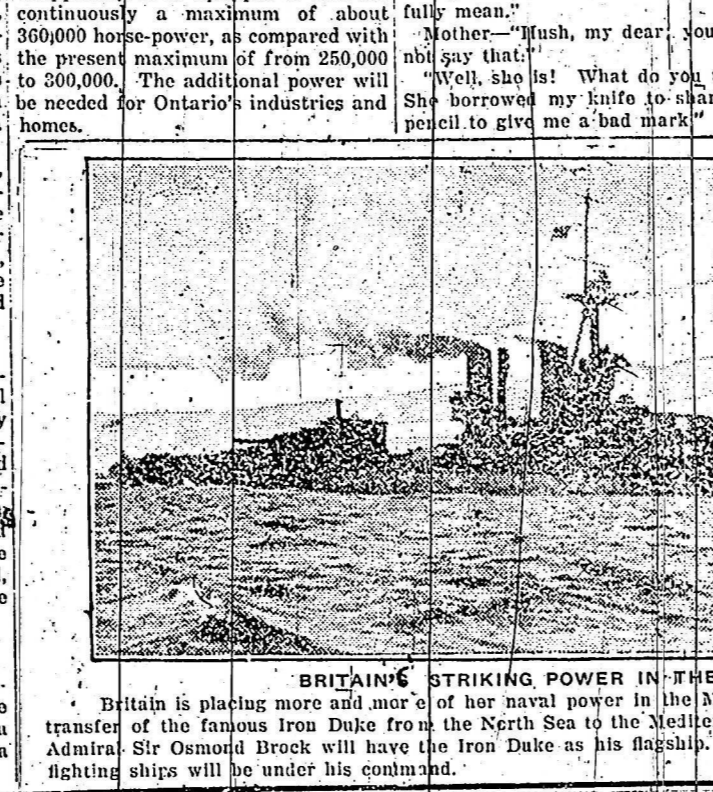 continuously a maximum of about
360,000 horse-power, as compared with
the present maximum of from 250,000
to 300,000. The additional power will
be needed for Ontario's industries and
homes.
fully mean."
Mother—"Hush, my dear, you
not say that."
"Well, she is! What do you
She borrowed my knife to shar
pencil to give me a bad mark"
BRITAIN'S STRIKING POWER IN THE
Britain is placing more and more of her naval power in the M
transfer of the famous Iron Duke from the North Sea to the Medite
Admiral Sir Osmond Brock will have the Iron Duke as his flagship.
fighting ships will be under his command.